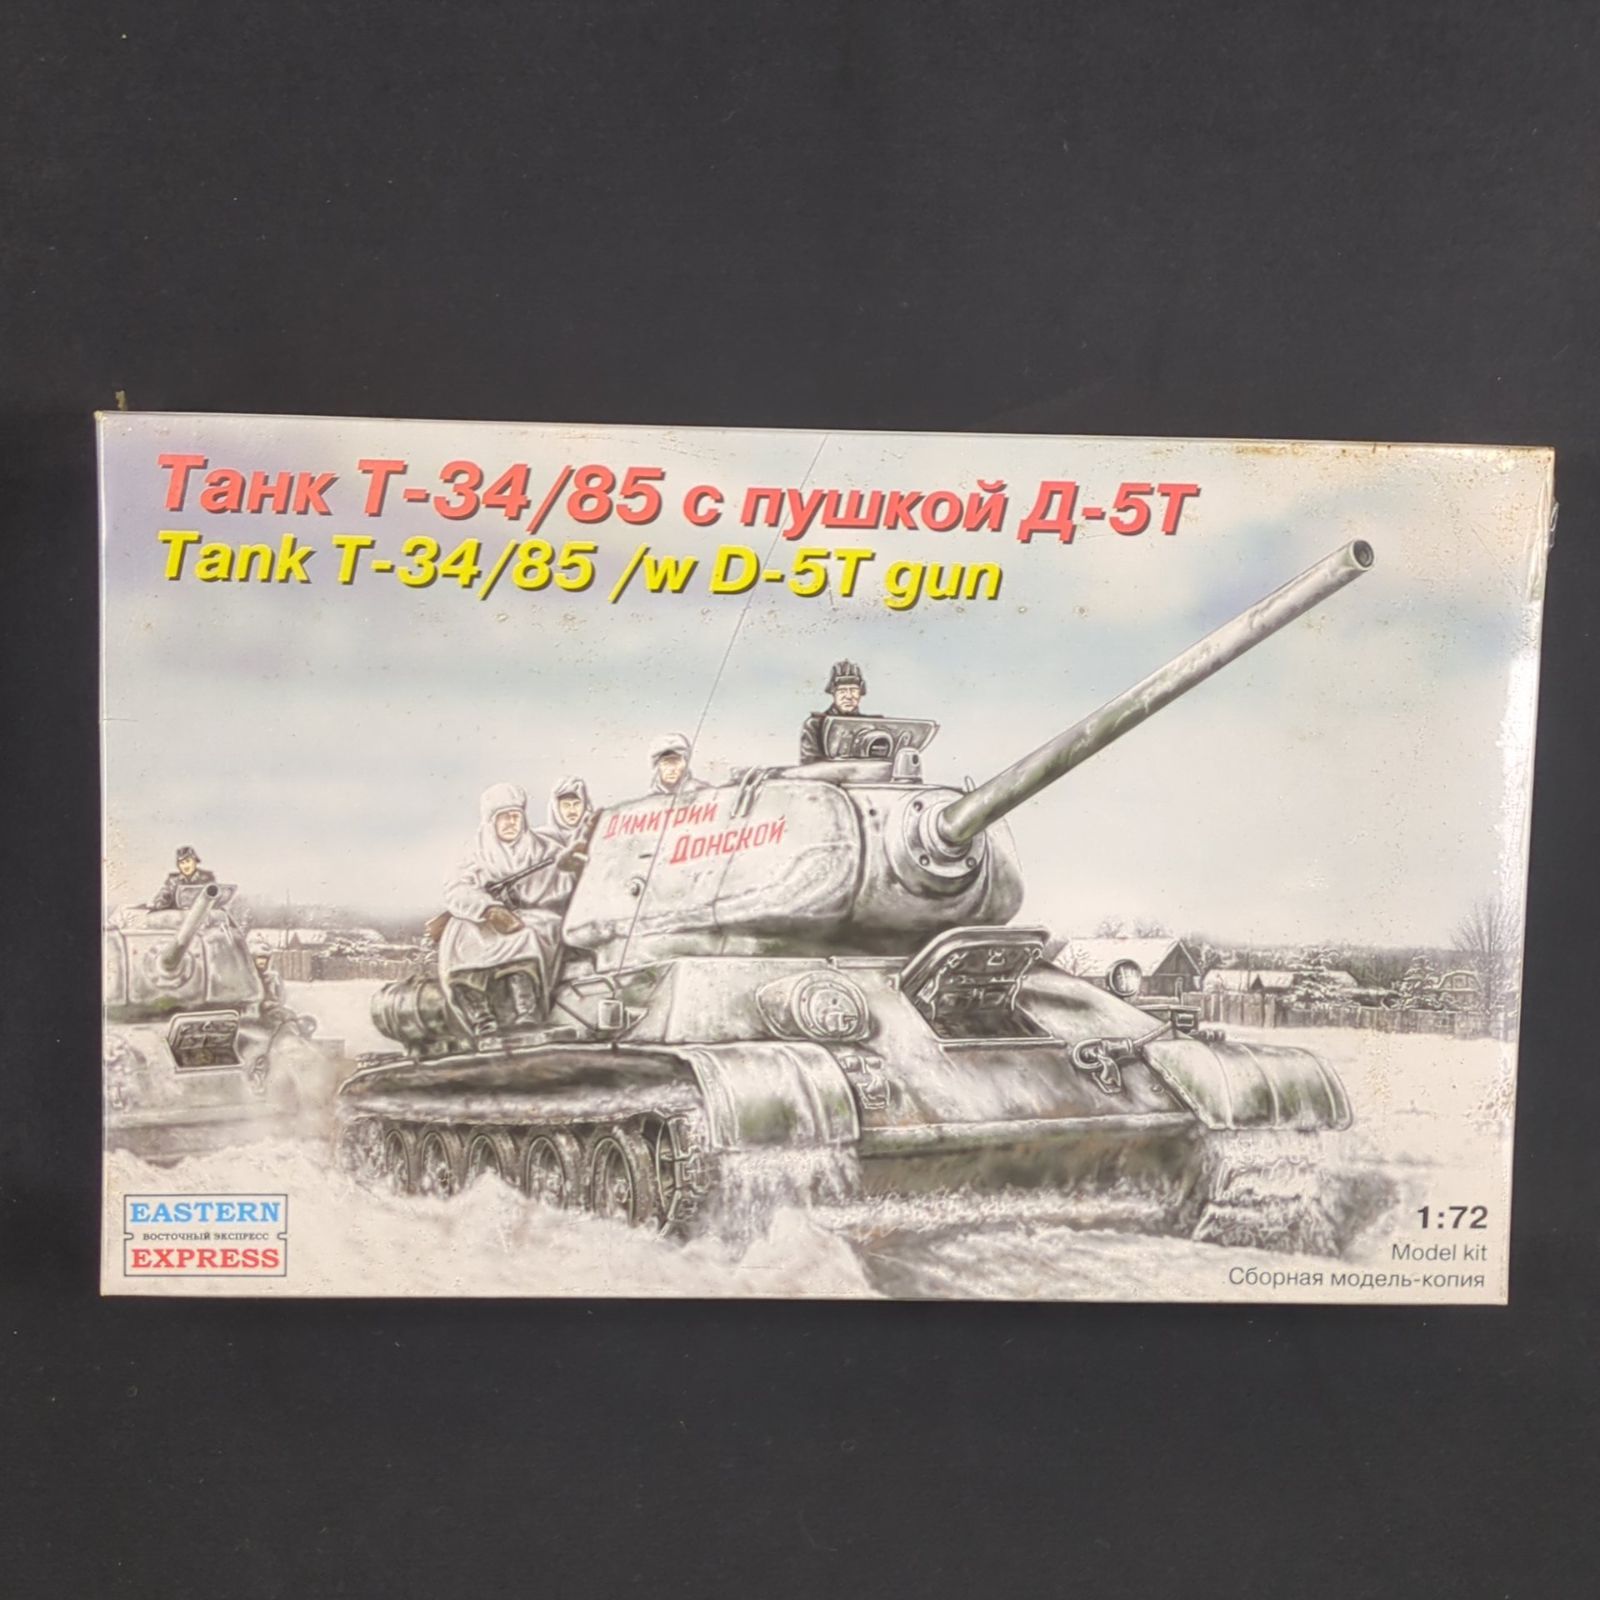 Танк Т-34/85 с пушкой Д-5Т
Tank T-34/85 /w D-5T gun
ДИМИТРИЙ
ДОНСКОЙ
EASTERN
ВОСТОЧНЫЙ ЭКСПРЕСС
EXPRESS
1:72
Model kit
Сборная модель-копия